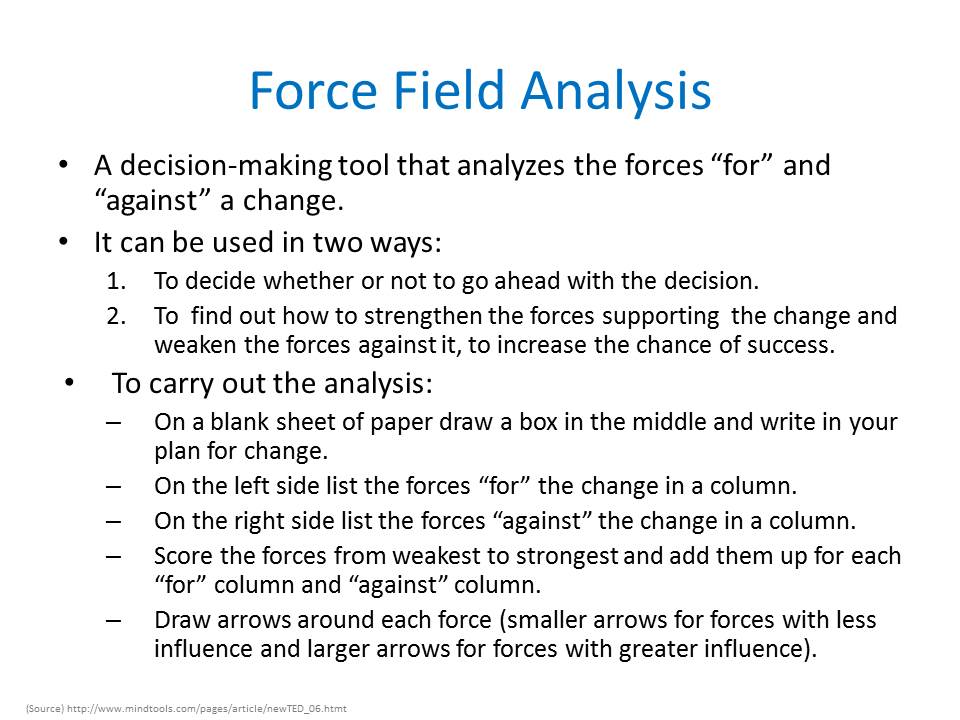 Force Field Analysis
• A decision-making tool that analyzes the forces “for” and
“against” a change.
• It can be used in two ways:
1. To decide whether or not to go ahead with the decision.
2. To  find out how to strengthen the forces supporting  the change and
weaken the forces against it, to increase the chance of success.
• To carry out the analysis:
– On a blank sheet of paper draw a box in the middle and write in your
plan for change.
– On the left side list the forces “for” the change in a column.
– On the right side list the forces “against” the change in a column.
– Score the forces from weakest to strongest and add them up for each
“for” column and “against” column.
– Draw arrows around each force (smaller arrows for forces with less
influence and larger arrows for forces with greater influence).
(Source) http://www.mindtools.com/pages/article/newTED_06.htmt